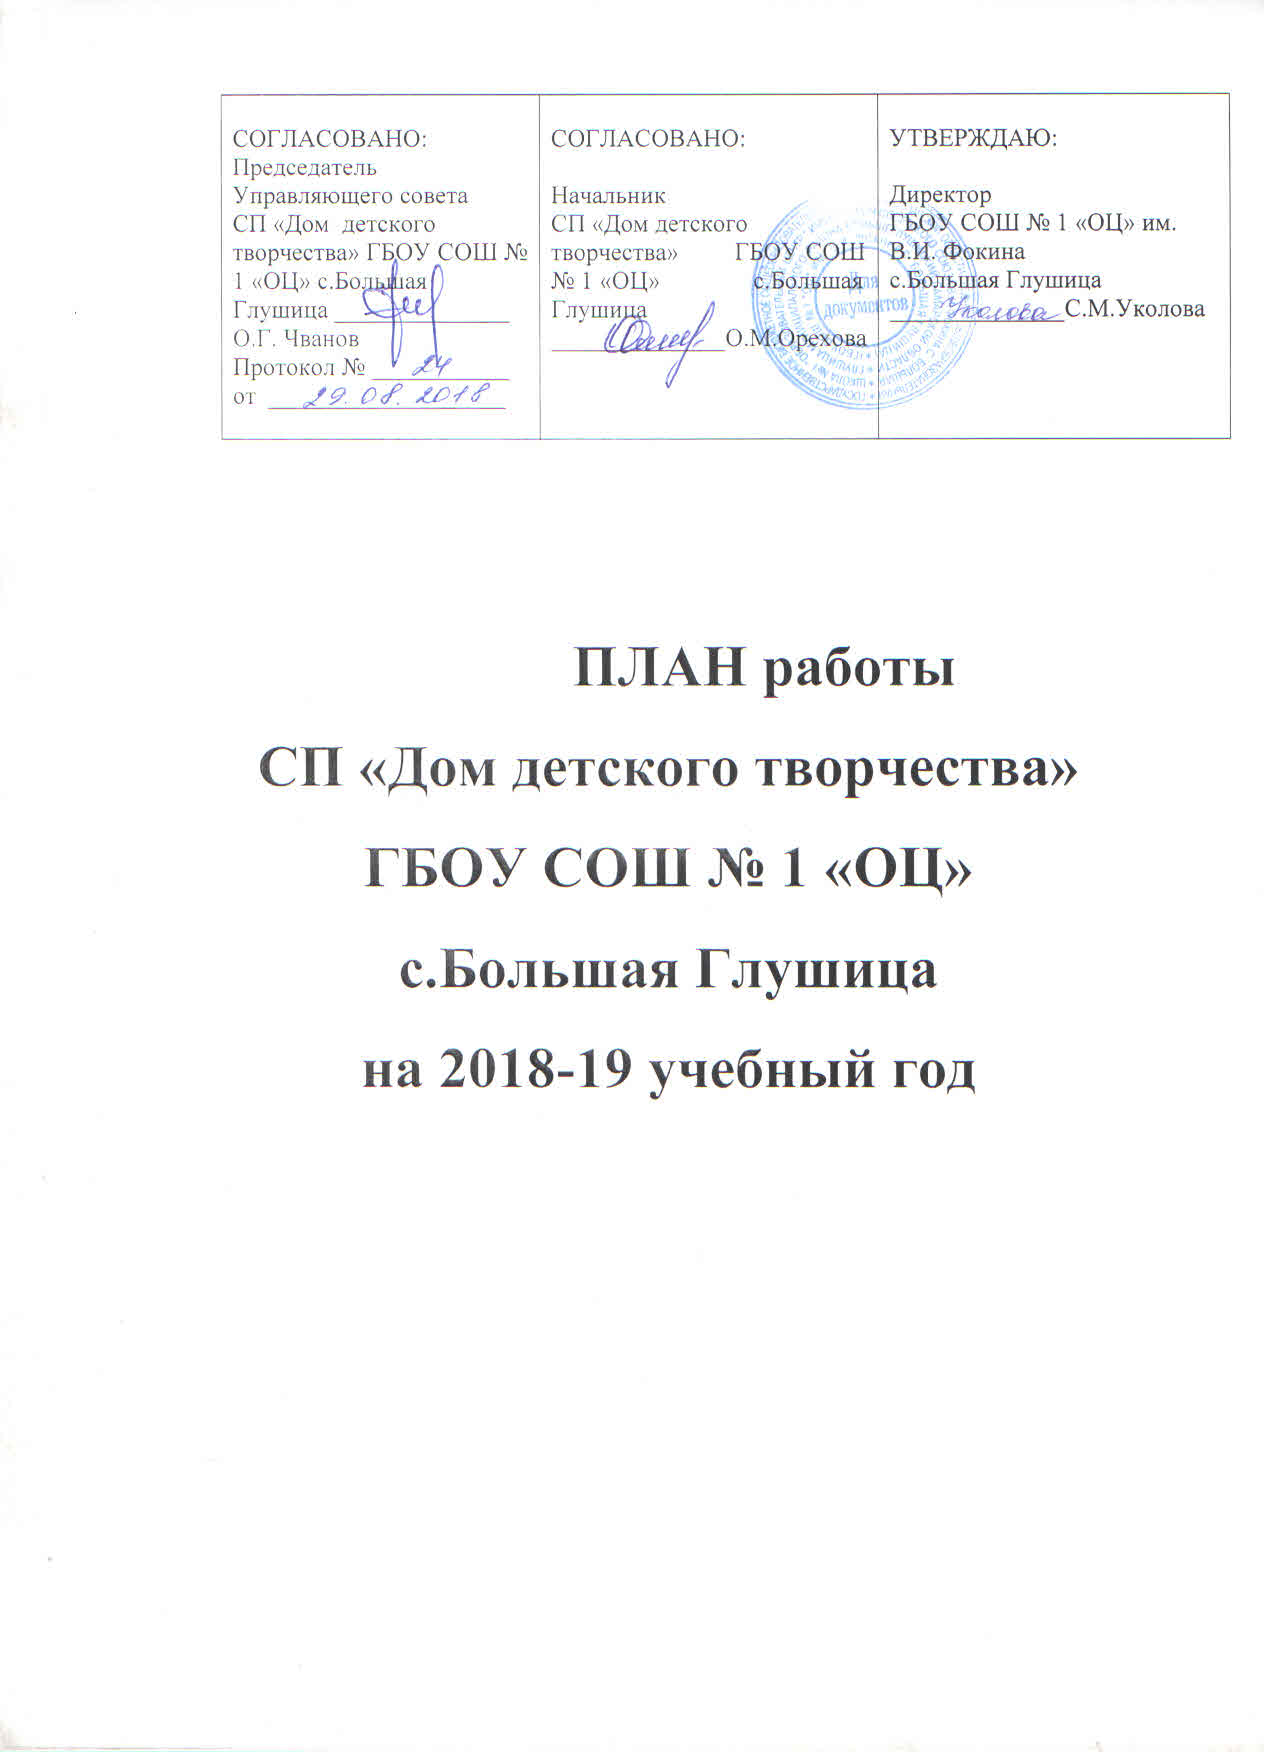 СОГЛАСОВАНО:
Председатель
Управляющего совета
СП «Дом детского
творчества» ГБОУ СОШ №
1 «ОЦ» с.Большая
Глушица
О.Г. Чванов
Протокол № 24
от 29.08.2018
СОГЛАСОВАНО:
Начальник
СП «Дом детского
творчества» ГБОУ СОШ
№ 1 «ОЦ» с.Большая
Глушица
О.М.Орехова
УТВЕРЖДАЮ:
Директор
ГБОУ СОШ № 1 «ОЦ» им.
В.И. Фокина
с.Большая Глушица
Уколова С.М.Уколова
Для
документов
ПЛАН работы
СП «Дом детского творчества»
ГБОУ СОШ № 1 «ОЦ»
с.Большая Глушица
на 2018-19 учебный год